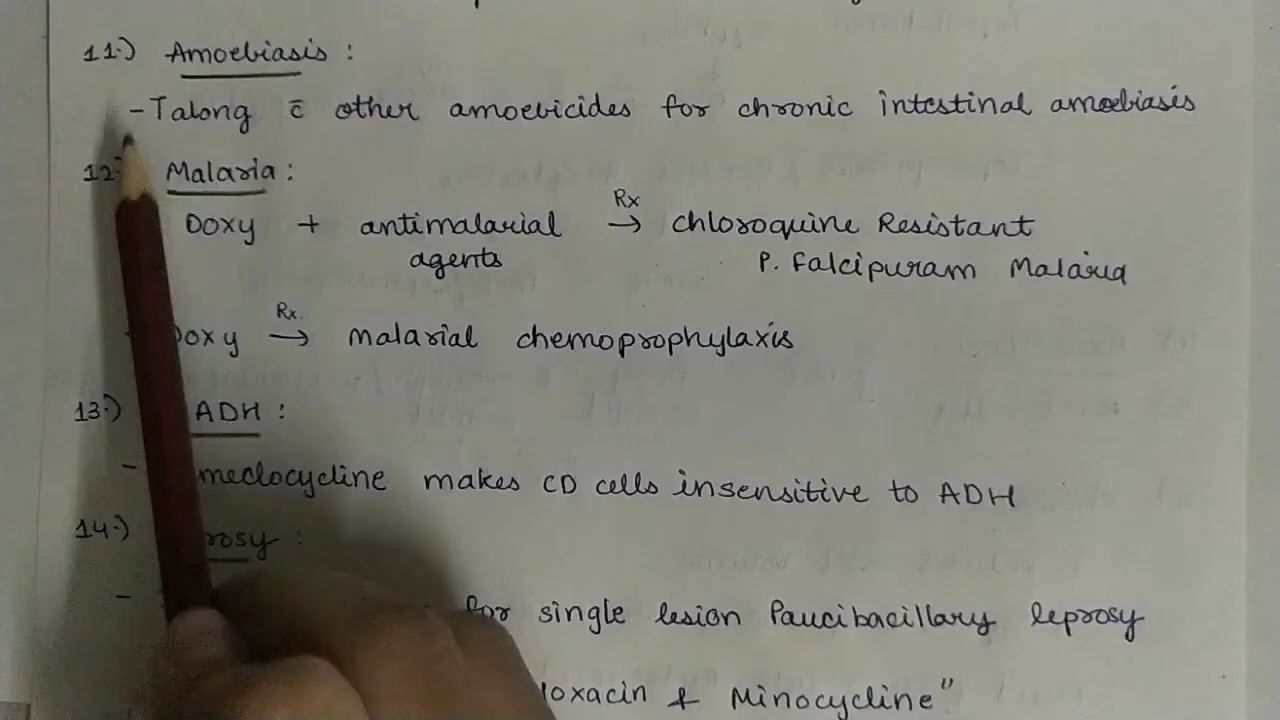 11.) Amoebiasis :
- Talong c̄ other amoebicides for chronic intestinal amoebiasis
12.) Malaria :
Doxy + antimalarial agents Rx → chloroquine Resistant
P. Falcipuram Malaria
oxy Rx. → malarial chemoprophylaxis
13.) ADH :
- meclocycline makes CD cells insensitive to ADH
14.) rosy :
- for single lesion Paucibacillary leprosy
loxacin & Minocycline"